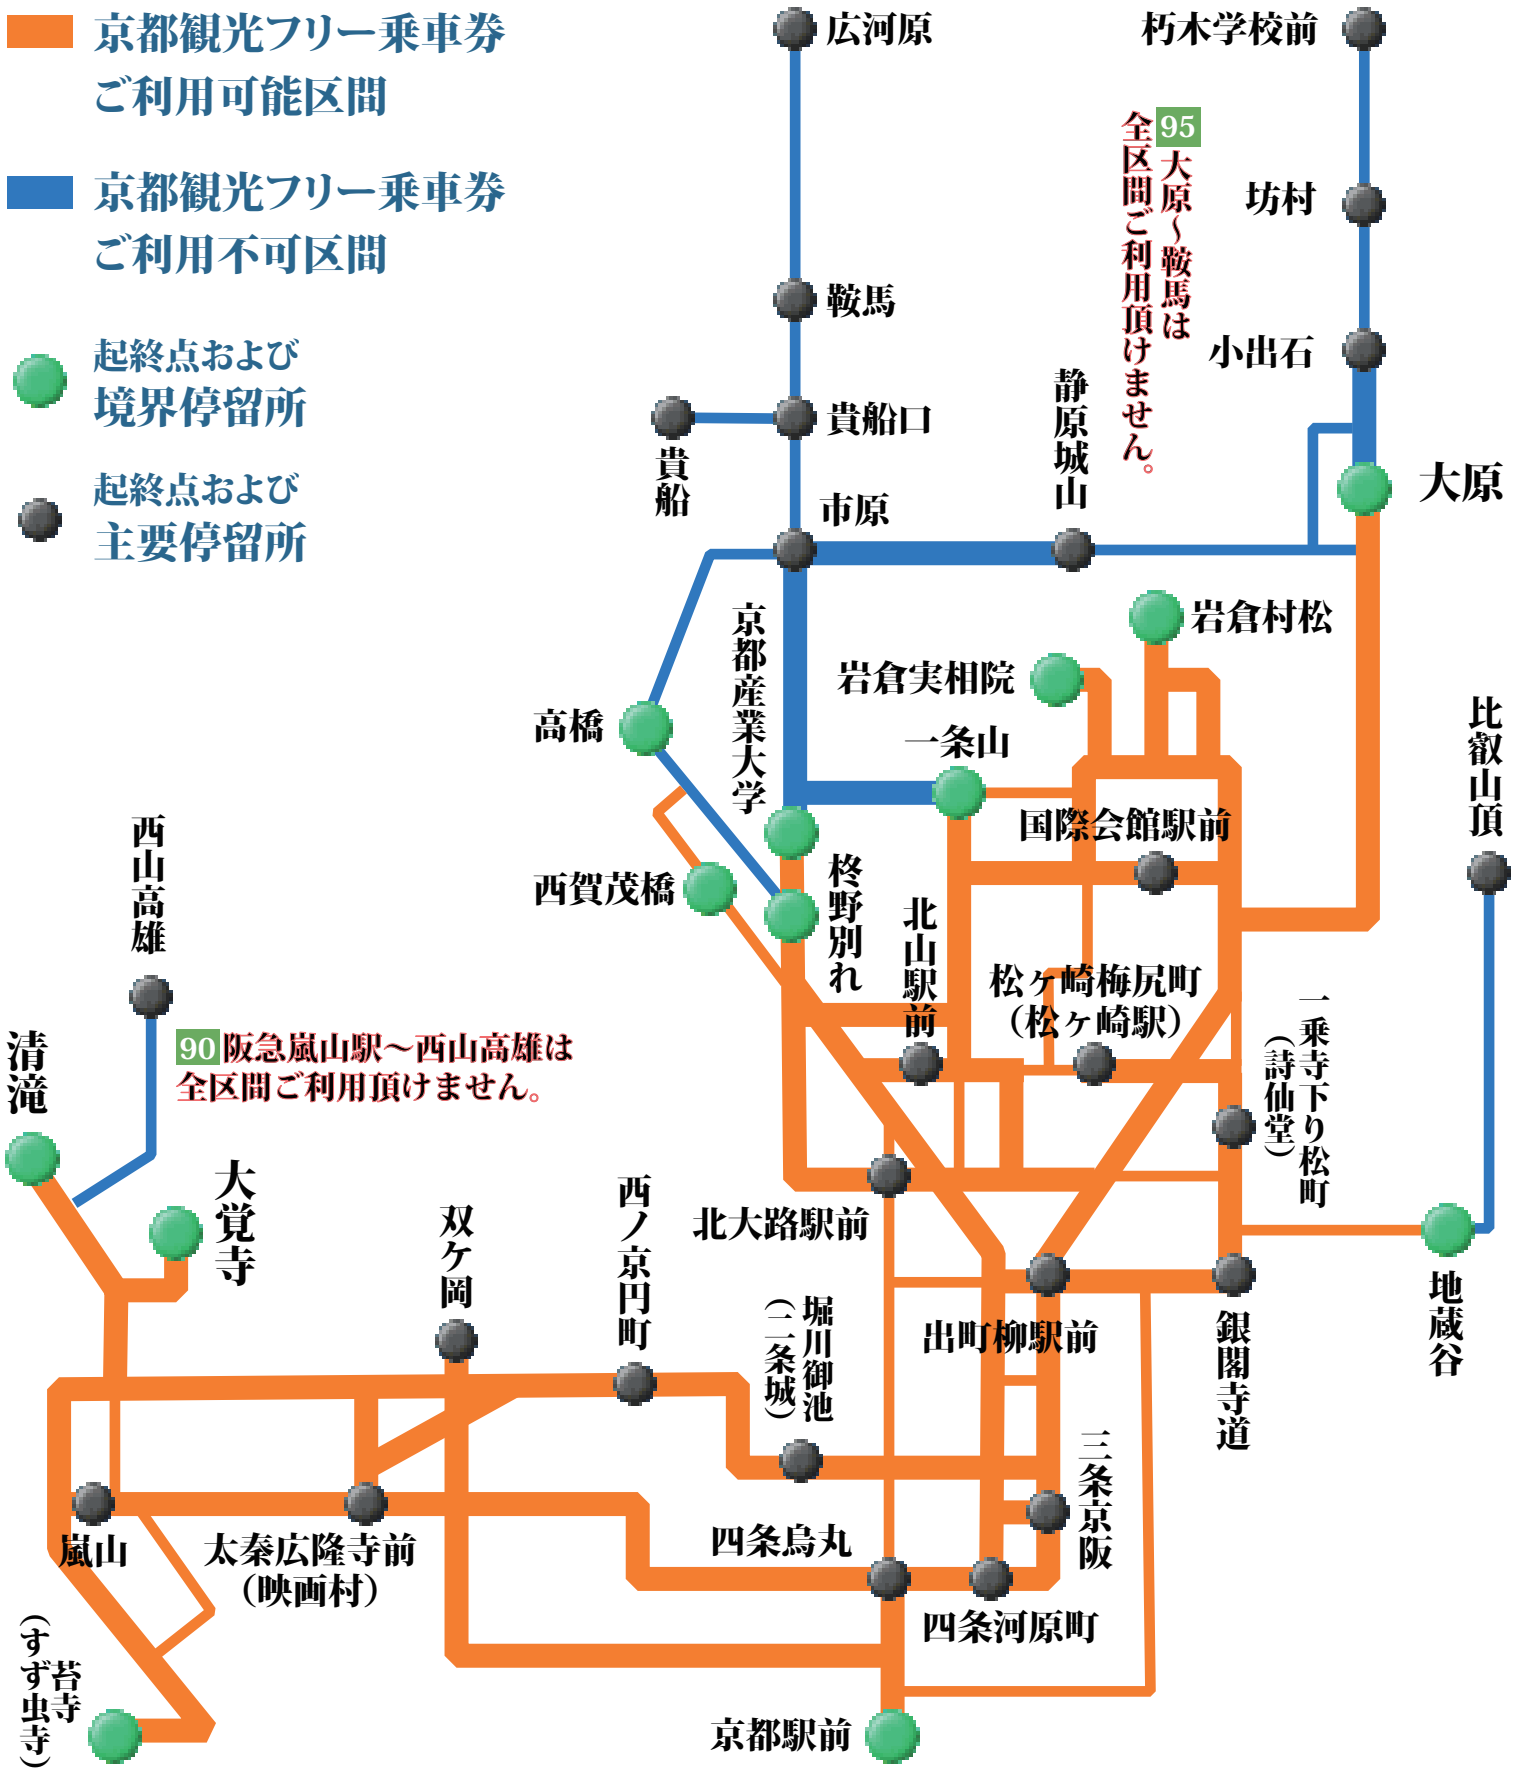 京都観光フリー乗車券
ご利用可能区間
京都観光フリー乗車券
ご利用不可区間
起終点および
境界停留所
起終点および
主要停留所
広河原
朽木学校前
95
大原～鞍馬は
全区間ご利用頂けません。
坊村
鞍馬
小出石
静原城山
貴船口
貴船
大原
市原
京都産業大学
岩倉村松
岩倉実相院
高橋
一条山
比叡山頂
国際会館駅前
西山高雄
西賀茂橋
柊野別れ
北山駅前
松ヶ崎梅尻町
（松ヶ崎駅）
一乗寺下り松町
（詩仙堂）
清滝
90 阪急嵐山駅～西山高雄は
全区間ご利用頂けません。
大覚寺
双ケ岡
西ノ京円町
北大路駅前
地蔵谷
堀川御池
（二条城）
出町柳駅前
銀閣寺道
三条京阪
嵐山
太秦広隆寺前
（映画村）
四条烏丸
四条河原町
苔寺
（すず虫寺）
京都駅前